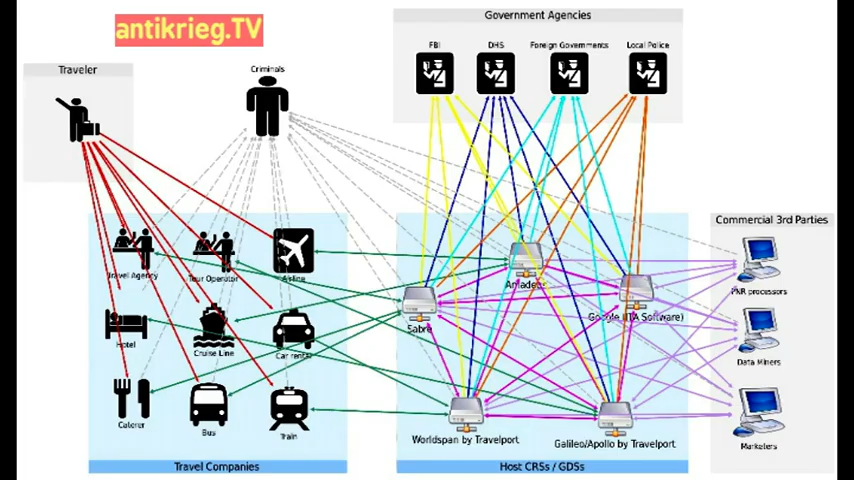 antikrieg.TV
Government Agencies
FBI
DHS
Foreign Governments
Local Police
Traveler
Criminals
Commercial 3rd Parties
Travel Agency
Tour Operator
Airline
Amadeus
PNR processors
Hotel
Cruise Line
Car rental
Sabre
Google (ITA Software)
Data Miners
Caterer
Bus
Train
Worldspan by Travelport
Galileo/Apollo by Travelport
Marketers
Travel Companies
Host CRSs / GDSs